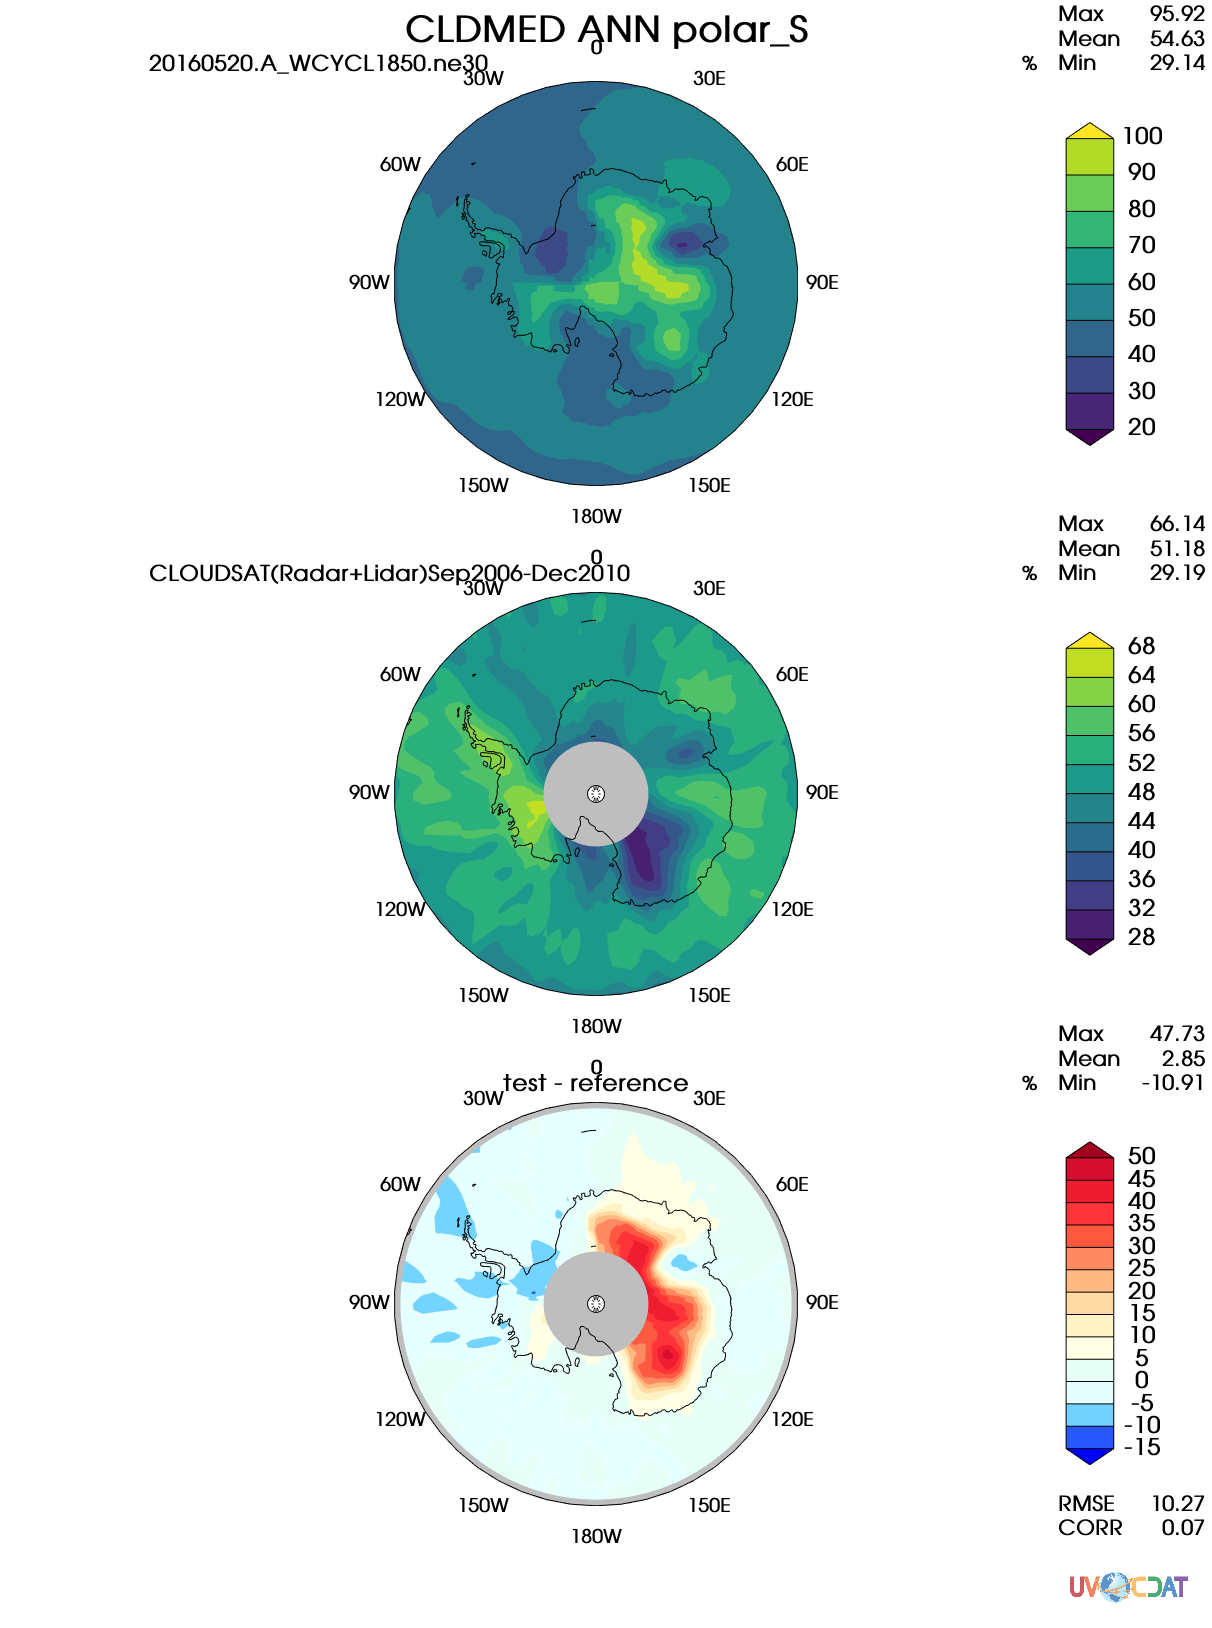 CLDMED ANN polar_S
20160520.A_WCYCL1850.ne30
Max 95.92
Mean 54.63
% Min 29.14
0
30W 30E
60W 60E
90W 90E
120W 120E
150W 150E
180W
100
90
80
70
60
50
40
30
20
CLOUDSAT(Radar+Lidar)Sep2006-Dec2010
Max 66.14
Mean 51.18
% Min 29.19
0
30W 30E
60W 60E
90W 90E
120W 120E
150W 150E
180W
68
64
60
56
52
48
44
40
36
32
28
test - reference
Max 47.73
Mean 2.85
% Min -10.91
0
30W 30E
60W 60E
90W 90E
120W 120E
150W 150E
180W
50
45
40
35
30
25
20
15
10
5
0
-5
-10
-15
RMSE 10.27
CORR 0.07
UVCDAT